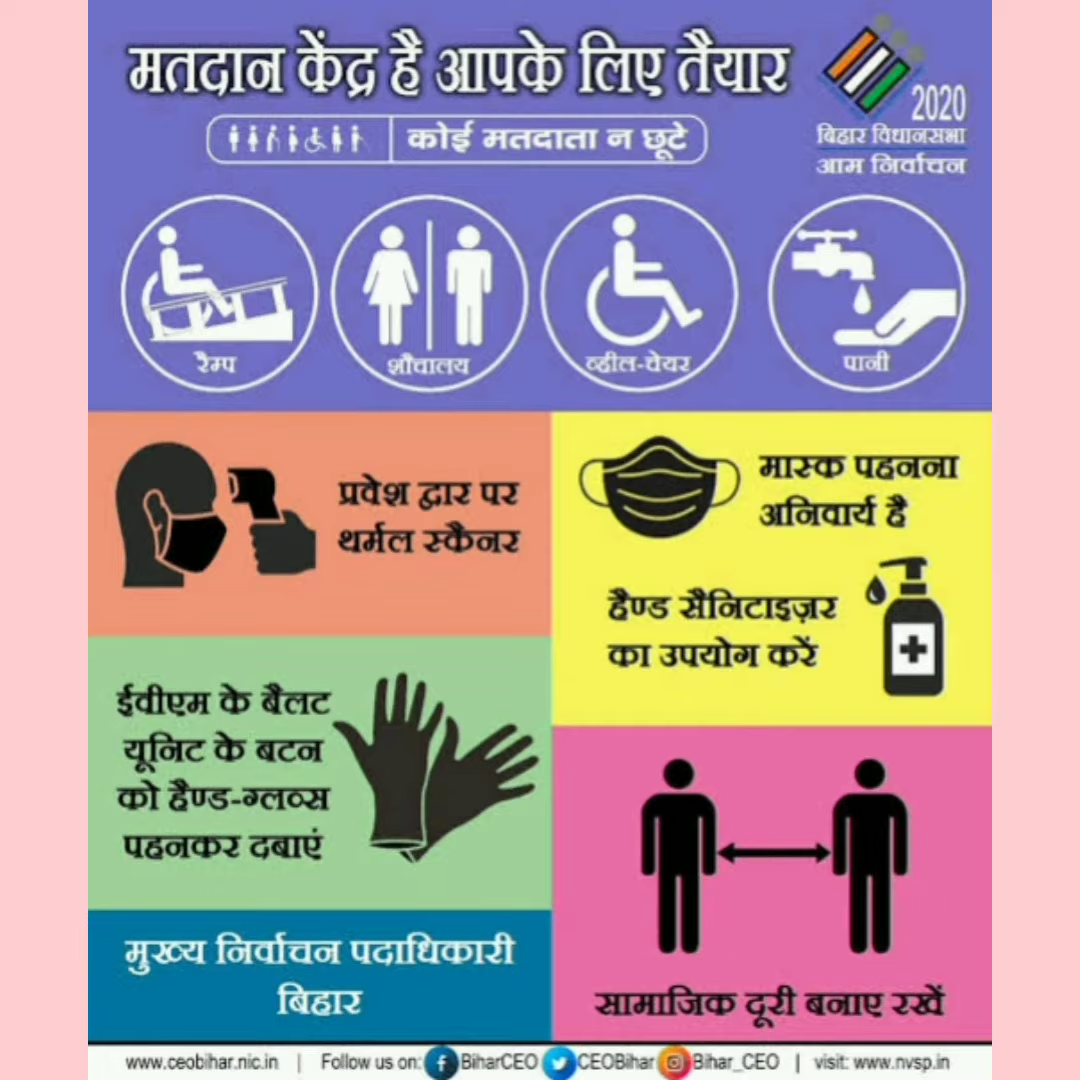 मतदान केंद्र है आपके लिए तैयार
कोई मतदाता न छूटे
2020
बिहार विधानसभा
आम निर्वाचन
रैम्प
शौचालय
व्हील-चेयर
पानी
प्रवेश द्वार पर
थर्मल स्कैनर
मास्क पहनना
अनिवार्य है
हैण्ड सैनिटाइज़र
का उपयोग करें
ईवीएम के बैलट
यूनिट के बटन
को हैण्ड-ग्लव्स
पहनकर दबाएं
सामाजिक दूरी बनाए रखें
मुख्य निर्वाचन पदाधिकारी
बिहार
www.ceobihar.nic.in | Follow us on: BiharCEO CEOBihar Bihar_CEO | visit: www.nvsp.in